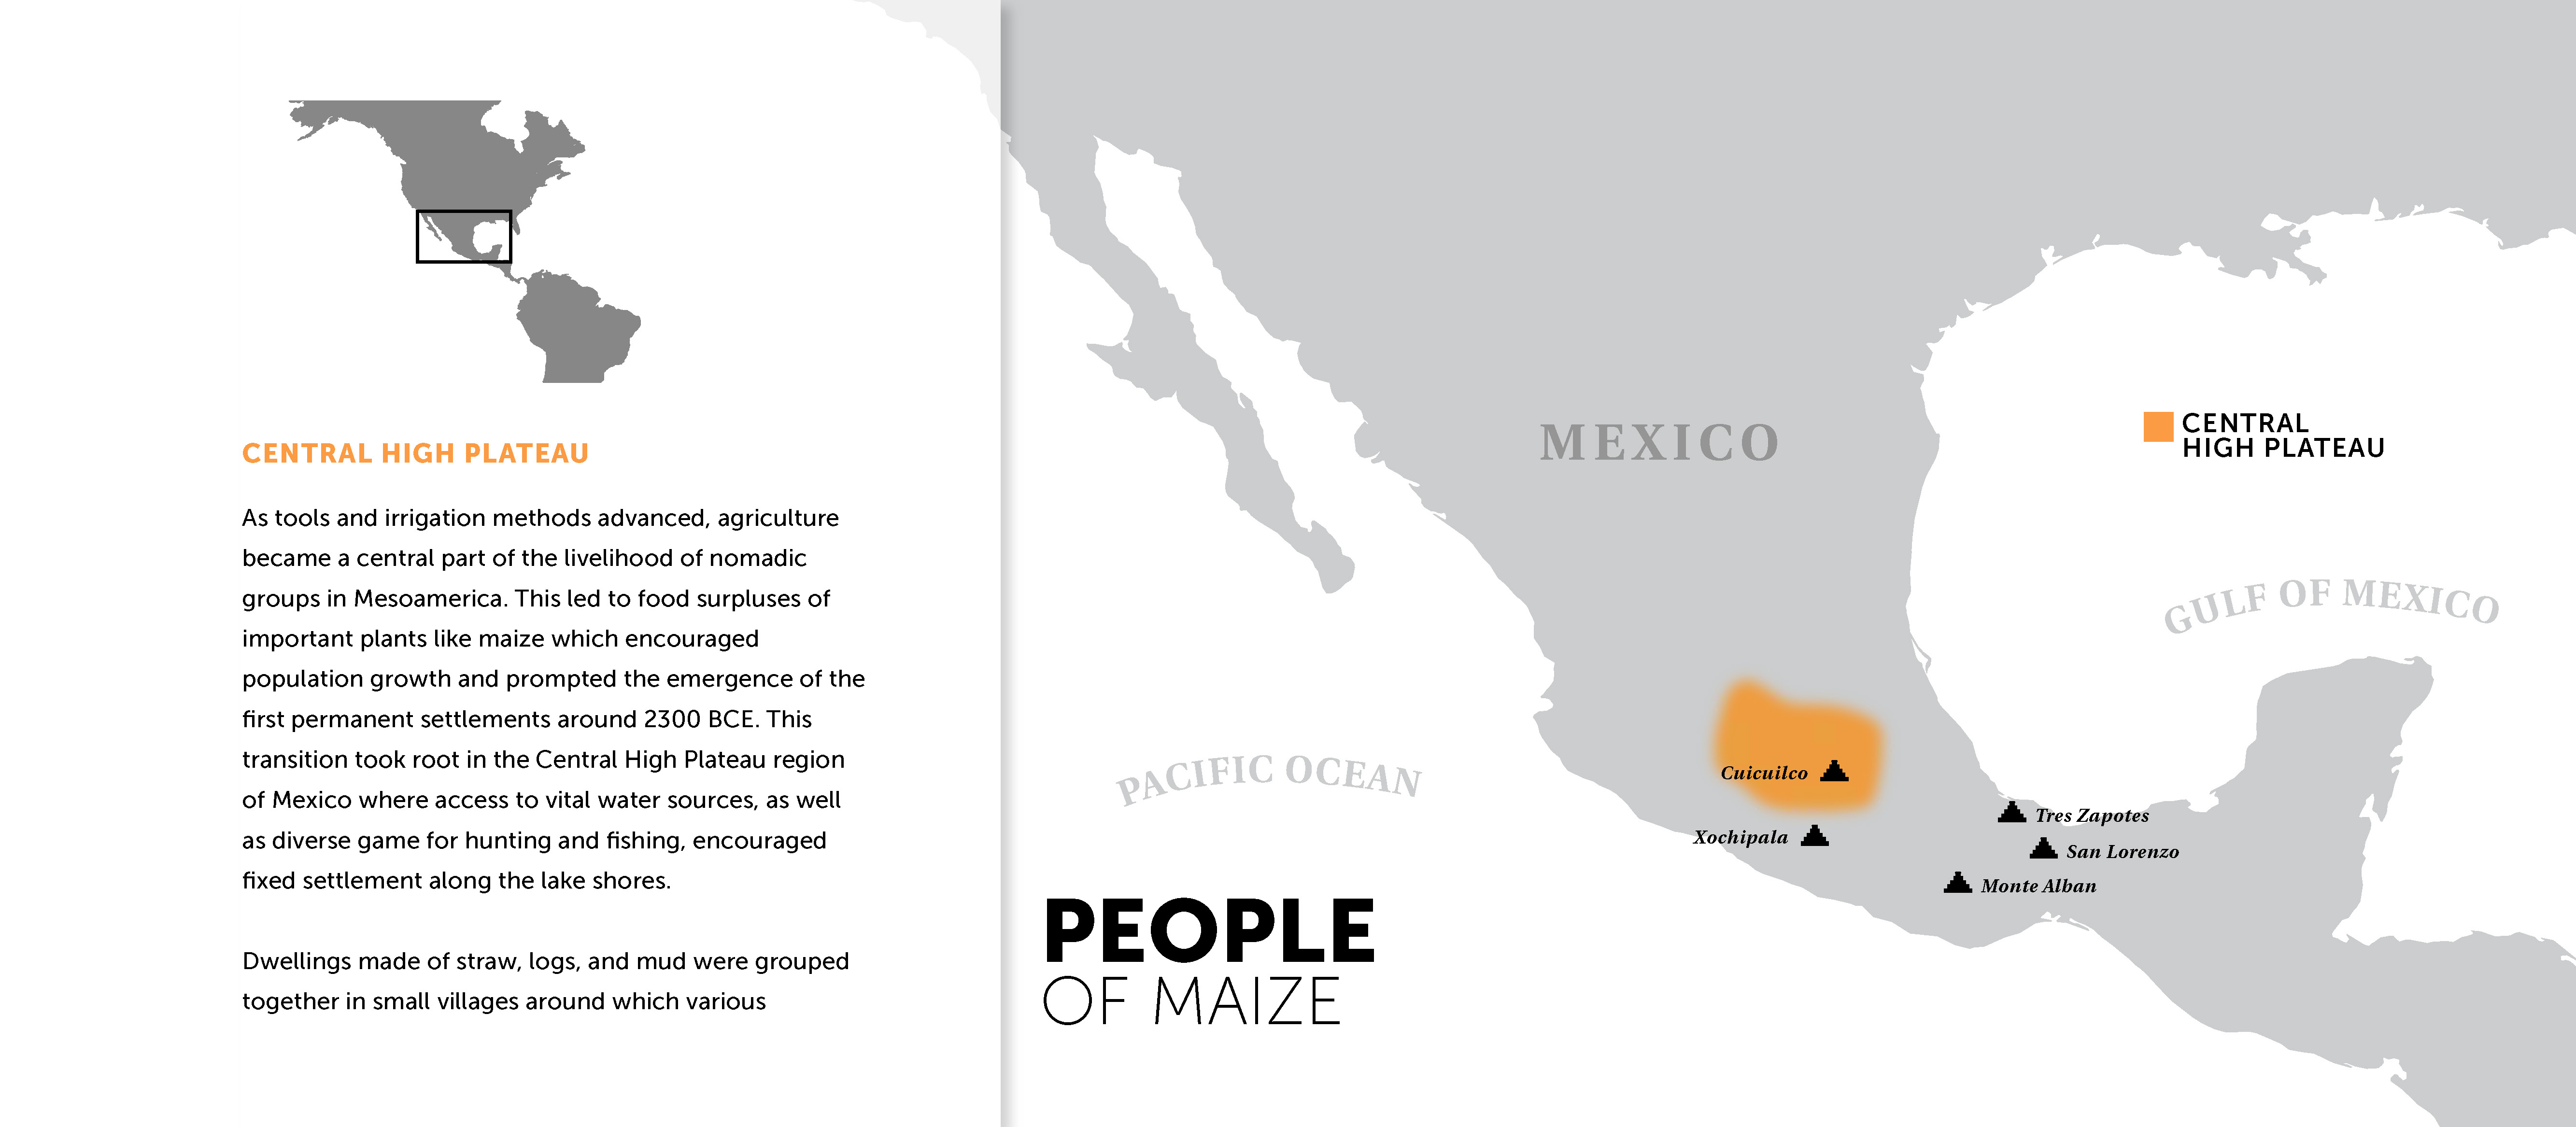 CENTRAL HIGH PLATEAU
As tools and irrigation methods advanced, agriculture
became a central part of the livelihood of nomadic
groups in Mesoamerica. This led to food surpluses of
important plants like maize which encouraged
population growth and prompted the emergence of the
first permanent settlements around 2300 BCE. This
transition took root in the Central High Plateau region
of Mexico where access to vital water sources, as well
as diverse game for hunting and fishing, encouraged
fixed settlement along the lake shores.
Dwellings made of straw, logs, and mud were grouped
together in small villages around which various
MEXICO
CENTRAL
HIGH PLATEAU
GULF OF MEXICO
PACIFIC OCEAN
Cuicuilco
Xochipala
Tres Zapotes
San Lorenzo
Monte Alban
PEOPLE
OF MAIZE